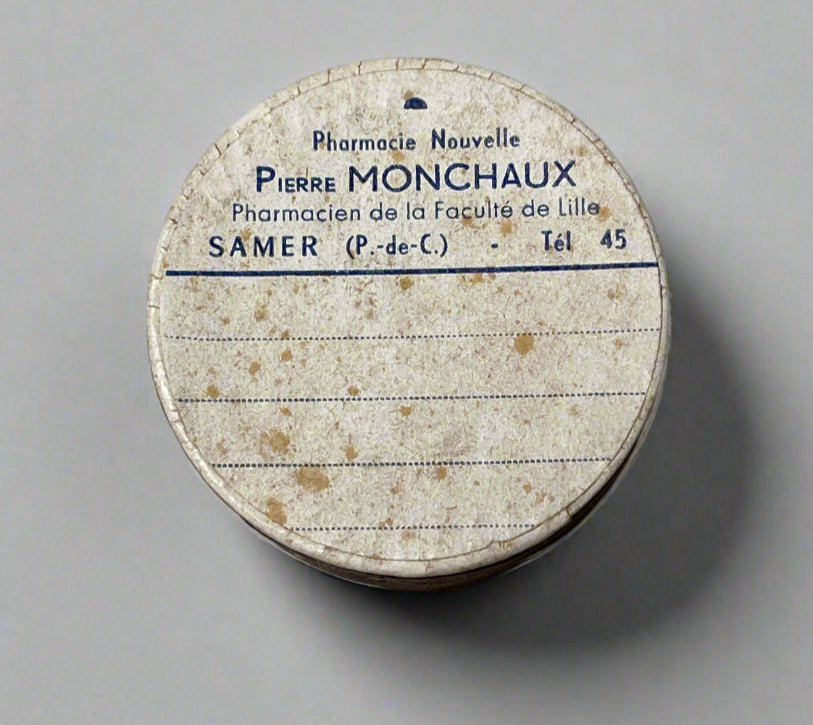 Pharmacie Nouvelle
PIERRE MONCHAUX
Pharmacien de la Faculté de Lille
SAMER (P.-de-C.) - Tél 45